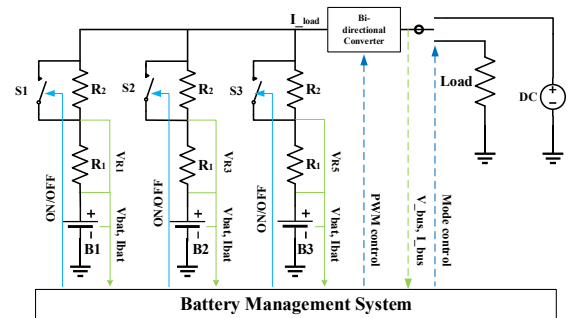 I_load
Bi-
directional
Converter
S1
R2
S2
R2
S3
R2
Load
DC
+
−
ON/OFF
R1
VR1
Vbat, Ibat
+
−
B1
ON/OFF
R1
VR3
Vbat, Ibat
+
−
B2
ON/OFF
R1
VR5
Vbat, Ibat
+
−
B3
PWM control
V_bus, I_bus
Mode control
Battery Management System